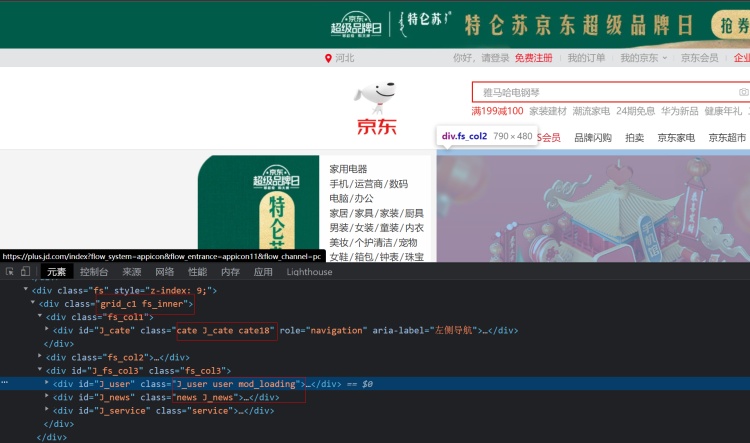 京东
超级品牌日
特仑苏
特仑苏京东超级品牌日
抢券
河北
你好，请登录 免费注册 我的订单 我的京东 京东会员 企业
雅马哈电钢琴
京东
满199减100 家装建材 潮流家电 24期免息 华为新品 健康年礼
div.fs_col2 790 × 480
S会员 品牌闪购 拍卖 京东家电 京东超市
京东
超级品牌日
特仑苏
家用电器
手机/运营商/数码
电脑/办公
家居/家具/家装/厨具
男装/女装/童装/内衣
美妆/个护清洁/宠物
女鞋/箱包/钟表/珠宝
https://plus.jd.com/index?flow_system=appicon&flow_entrance=appicon11&flow_channel=pc
元素 控制台 来源 网络 性能 内存 应用 Lighthouse
<div class="fs" style="z-index: 9;">
<div class="grid_c1 fs_inner">
<div class="fs_col1">
<div id="J_cate" class="cate J_cate cate18" role="navigation" aria-label="左侧导航">…</div>
</div>
<div class="fs_col2">…</div>
<div id="J_fs_col3" class="fs_col3">
<div id="J_user" class="J_user user mod_loading">…</div> == $0
<div id="J_news" class="news J_news">…</div>
<div id="J_service" class="service">…</div>
</div>
</div>